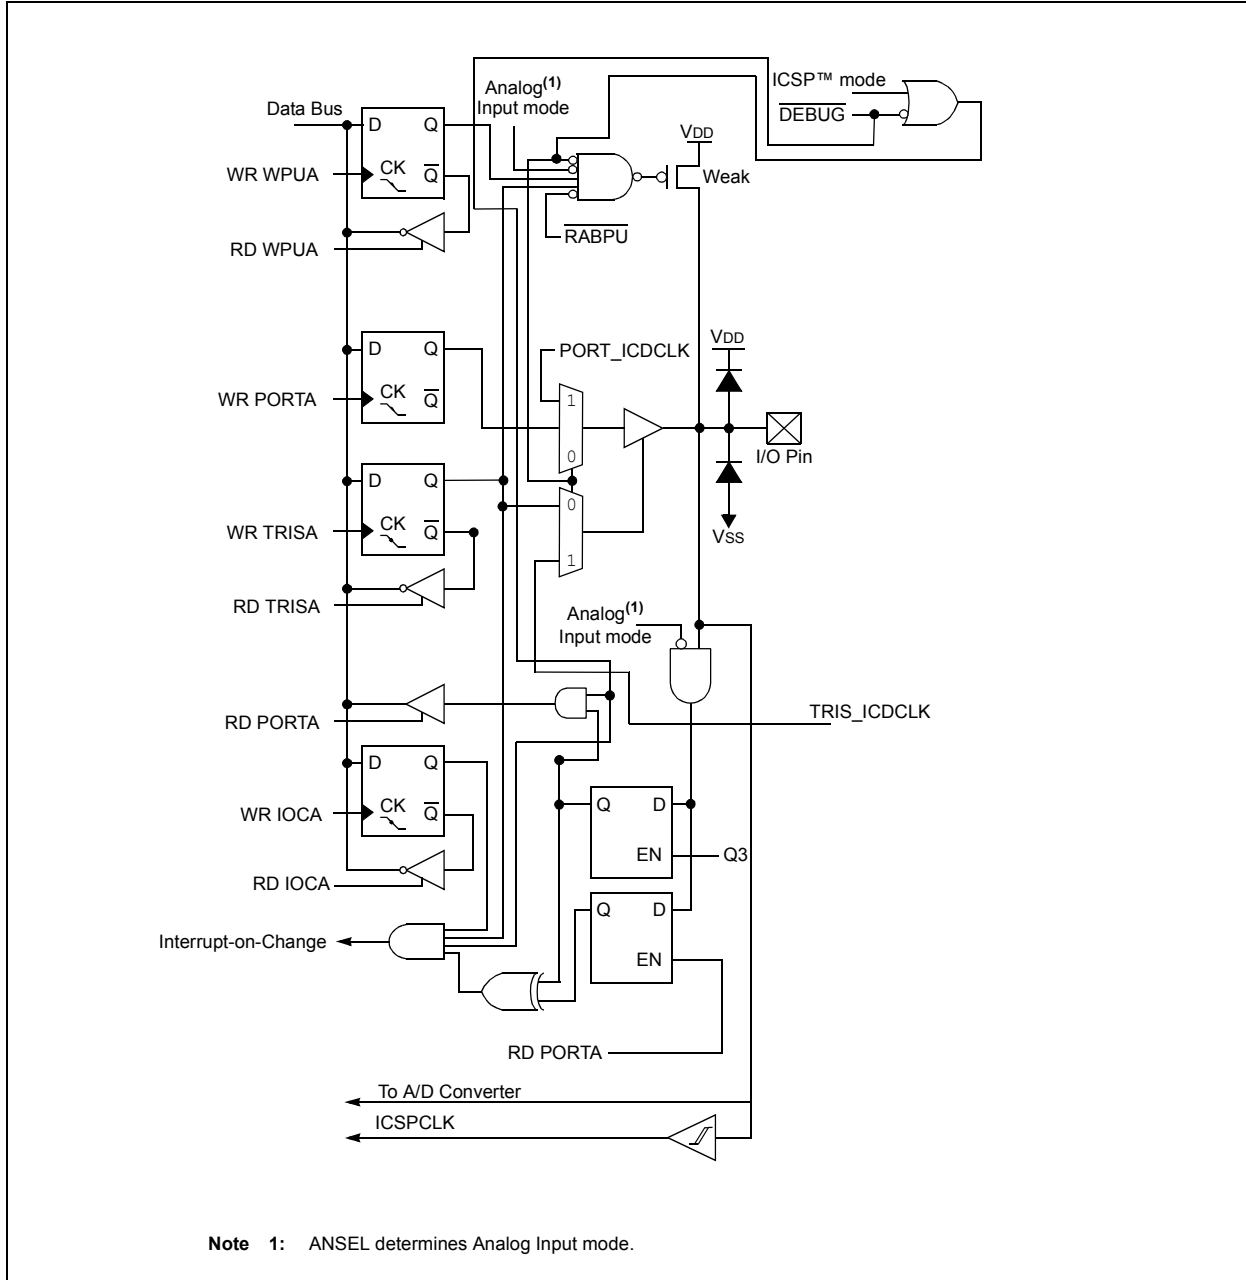 ICSP™ mode
Analog(1)
Input mode
Data Bus
DEBUG
D Q
VDD
WR WPUA
CK Q
Weak
RD WPUA
RABPU
VDD
D Q
PORT_ICDCLK
WR PORTA
CK Q
1
0
I/O Pin
D Q
0
WR TRISA
CK Q
VSS
1
RD TRISA
Analog(1)
Input mode
RD PORTA
TRIS_ICDCLK
D Q
WR IOCA
CK Q
Q D
EN
Q3
RD IOCA
Q D
Interrupt-on-Change
EN
RD PORTA
To A/D Converter
ICSPCLK
Note 1: ANSEL determines Analog Input mode.